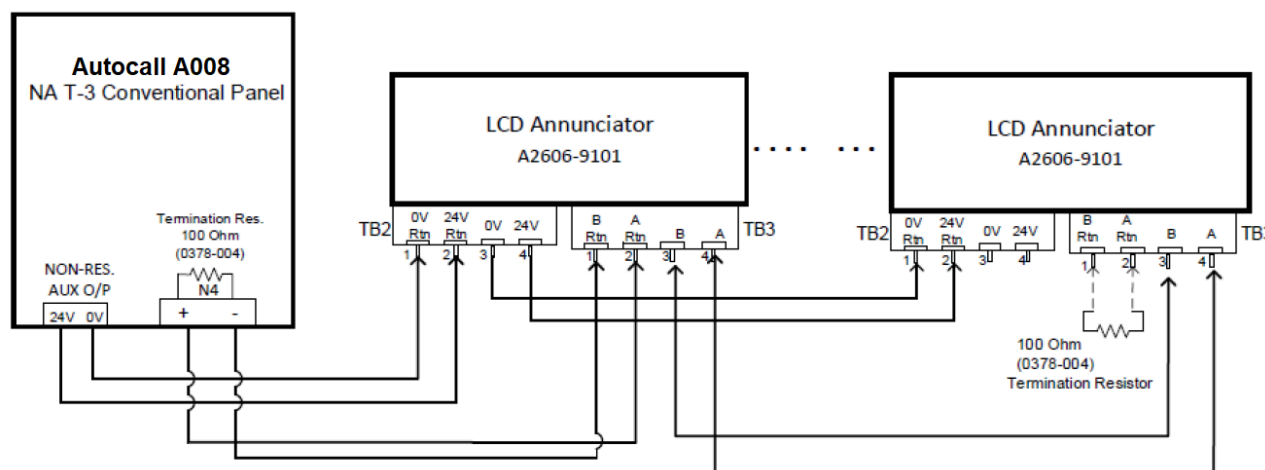 Autocall A008
NA T-3 Conventional Panel
Termination Res.
100 Ohm
(0378-004)
N4
NON-RES.
AUX O/P
24V 0V
+ -
LCD Annunciator
A2606-9101
TB2
0V 24V
Rtn Rtn 0V 24V
1 2 3 4
B A
Rtn Rtn B A
1 2 3 4
TB3
.... ...
LCD Annunciator
A2606-9101
TB2
0V 24V
Rtn Rtn 0V 24V
1 2 3 4
B A
Rtn Rtn B A
1 2 3 4
100 Ohm
(0378-004)
Termination Resistor